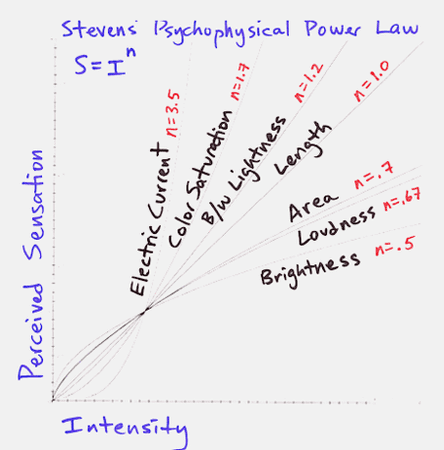 Stevens' Psychophysical Power Law
S = I^n
n=3.5
n=1.7
n=1.2
n=1.0
Electric Current
Color Saturation
B/W Lightness
Length
Area
n=.7
Loudness
n=.67
Brightness
n=.5
Perceived Sensation
Intensity